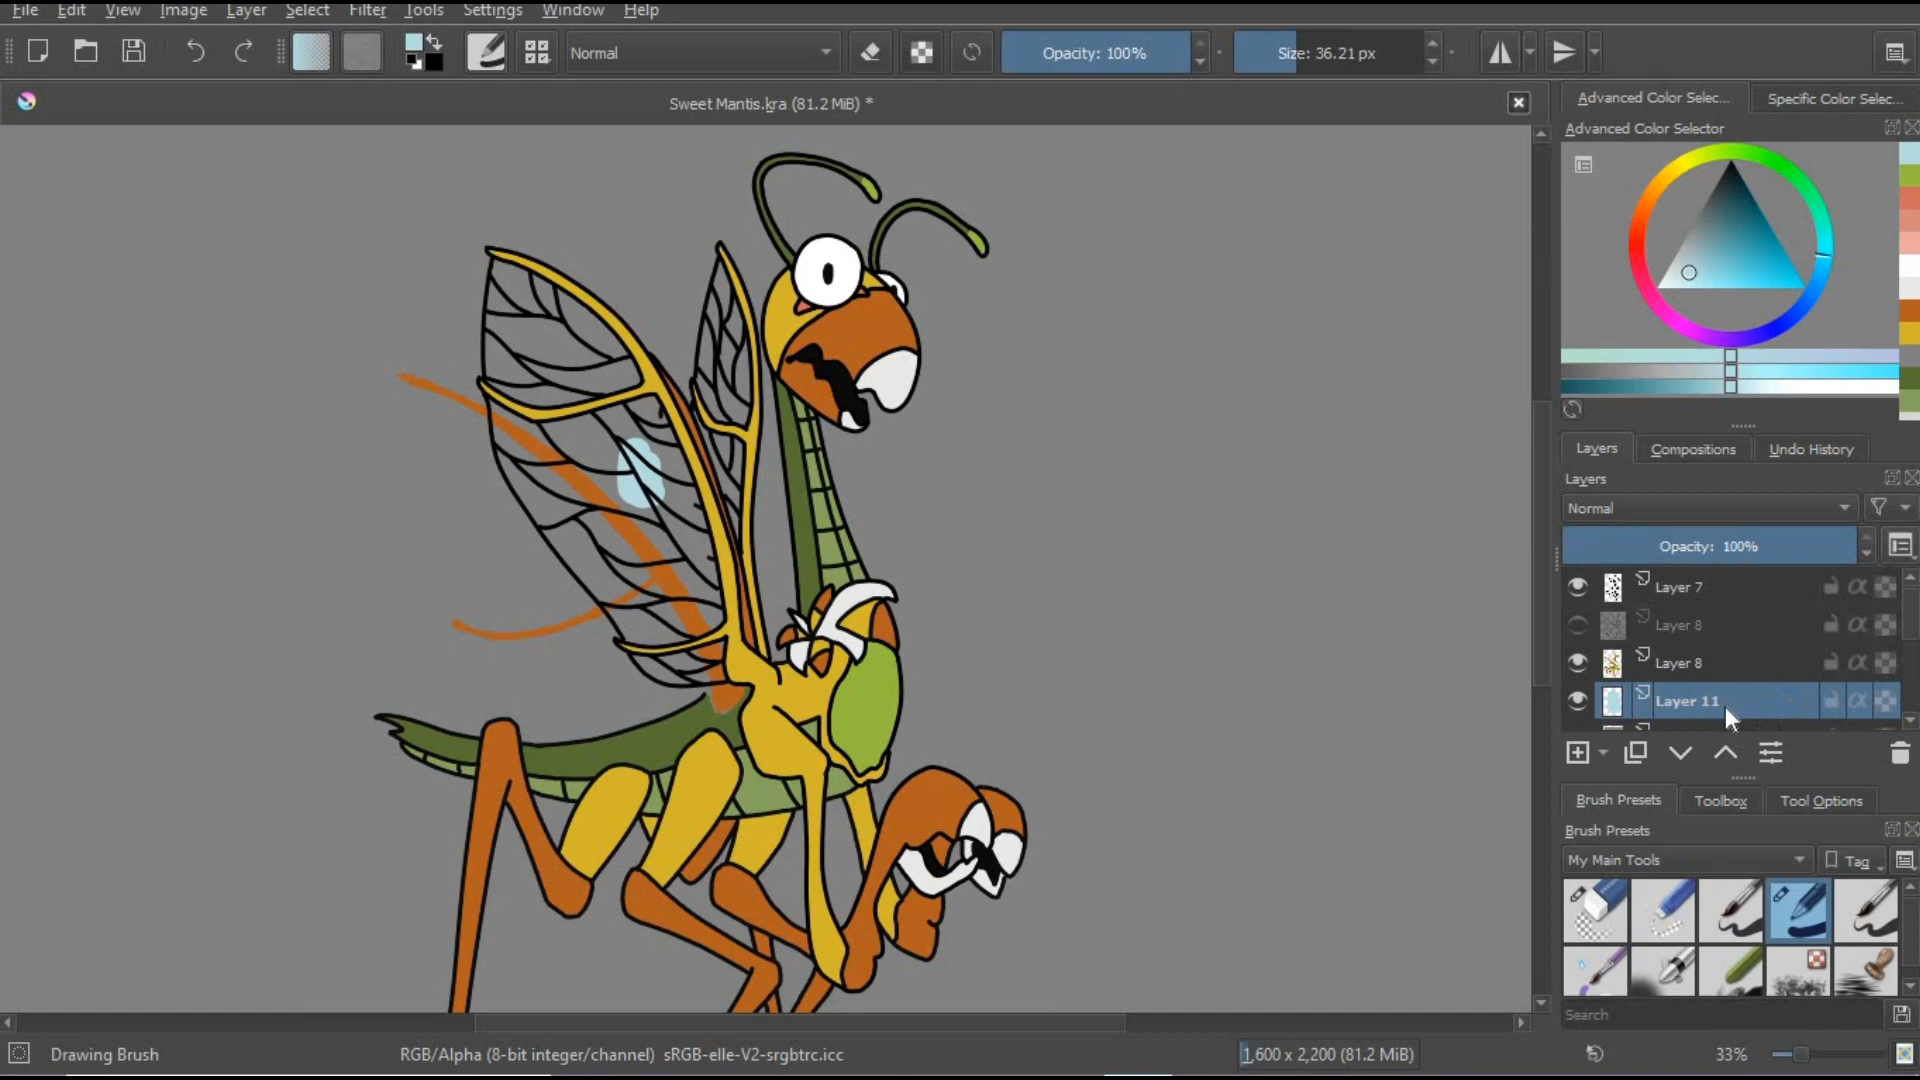 File Edit View Image Layer Select Filter Tools Settings Window Help
Normal Opacity: 100% Size: 36.21 px
Sweet Mantis.kra (81.2 MiB) *
Advanced Color Selec... Specific Color Selec...
Advanced Color Selector
Layers Compositions Undo History
Layers
Normal
Opacity: 100%
Layer 7
Layer 8
Layer 8
Layer 11
Brush Presets Toolbox Tool Options
Brush Presets
My Main Tools Tag
Search
Drawing Brush RGB/Alpha (8-bit integer/channel) sRGB-elle-V2-srgbtrc.icc 1,600 x 2,200 (81.2 MiB) 33%